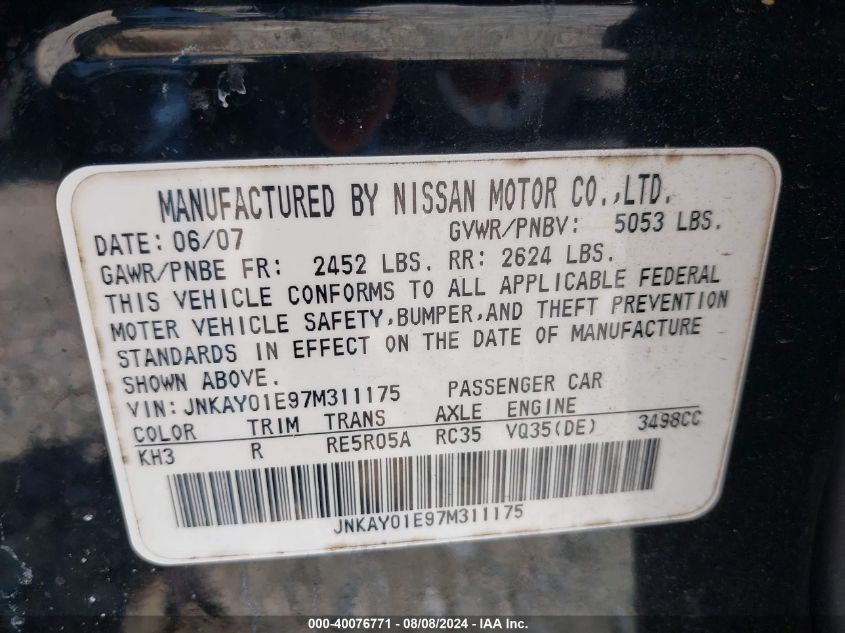 MANUFACTURED BY NISSAN MOTOR CO.,LTD.
DATE: 06/07 GVWR/PNBV: 5053 LBS.
GAWR/PNBE FR: 2452 LBS. RR: 2624 LBS.
THIS VEHICLE CONFORMS TO ALL APPLICABLE FEDERAL
MOTER VEHICLE SAFETY,BUMPER,AND THEFT PREVENTION
STANDARDS IN EFFECT ON THE DATE OF MANUFACTURE
SHOWN ABOVE.
VIN: JNKAY01E97M311175 PASSENGER CAR
COLOR TRIM TRANS AXLE ENGINE
KH3 R RE5R05A RC35 VQ35(DE) 3498CC
JNKAY01E97M311175
000-40076771 - 08/08/2024 - IAA Inc.